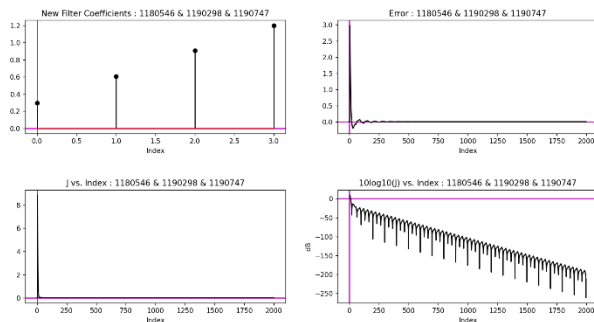 New Filter Coefficients : 1180546 & 1190298 & 1190747
1.2
1.0
0.8
0.6
0.4
0.2
0.0
0.0 0.5 1.0 1.5 2.0 2.5 3.0
Index
Error : 1180546 & 1190298 & 1190747
3.0
2.5
2.0
1.5
1.0
0.5
0.0
0 250 500 750 1000 1250 1500 1750 2000
Index
J vs. Index : 1180546 & 1190298 & 1190747
8
6
4
2
0
0 250 500 750 1000 1250 1500 1750 2000
Index
10log10(J) vs. Index : 1180546 & 1190298 & 1190747
dB
0
−50
−100
−150
−200
−250
0 250 500 750 1000 1250 1500 1750 2000
Index